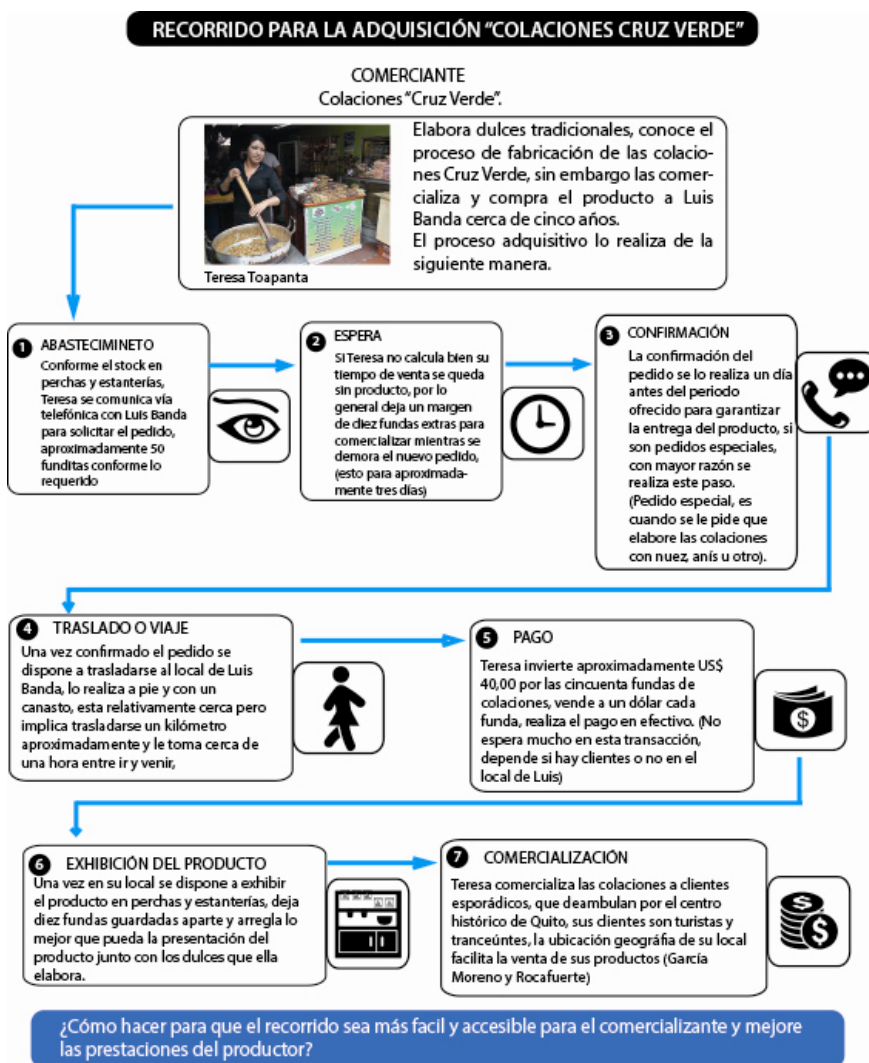 RECORRIDO PARA LA ADQUISICIÓN “COLACIONES CRUZ VERDE”
COMERCIANTE
Colaciones “Cruz Verde”.
Elabora dulces tradicionales, conoce el
proceso de fabricación de las colacio-
nes Cruz Verde, sin embargo las comer-
cializa y compra el producto a Luis
Banda cerca de cinco años.
El proceso adquisitivo lo realiza de la
siguiente manera.
Teresa Toapanta
1 ABASTECIMINETO
Conforme el stock en
perchas y estanterías,
Teresa se comunica vía
telefónica con Luis Banda
para solicitar el pedido,
aproximadamente 50
funditas conforme lo
requerido
2 ESPERA
SI Teresa no calcula bien su
tiempo de venta se queda
sin producto, por lo
general deja un margen
de diez fundas extras para
comercializar mientras se
demora el nuevo pedido,
(esto para aproximada-
mente tres días)
3 CONFIRMACIÓN
La confirmación del
pedido se lo realiza un día
antes del periodo
ofrecido para garantizar
la entrega del producto, si
son pedidos especiales,
con mayor razón se
realiza este paso.
(Pedido especial, es
cuando se le pide que
elabore las colaciones
con nuez, anís u otro).
4 TRASLADO O VIAJE
Una vez confirmado el pedido se
dispone a trasladarse al local de Luis
Banda, lo realiza a pie y con un
canasto, esta relativamente cerca pero
implica trasladarse un kilómetro
aproximadamente y le toma cerca de
una hora entre ir y venir,
5 PAGO
Teresa invierte aproximadamente US$
40,00 por las cincuenta fundas de
colaciones, vende a un dólar cada
funda, realiza el pago en efectivo. (No
espera mucho en esta transacción,
depende si hay clientes o no en el
local de Luis)
$
6 EXHIBICIÓN DEL PRODUCTO
Una vez en su local se dispone a exhibir
el producto en perchas y estanterías, deja
diez fundas guardadas aparte y arregla lo
mejor que pueda la presentación del
producto junto con los dulces que ella
elabora.
7 COMERCIALIZACIÓN
Teresa comercializa las colaciones a clientes
esporádicos, que deambulan por el centro
histórico de Quito, sus clientes son turistas y
tranceúntes, la ubicación geográfia de su local
facilita la venta de sus productos (García
Moreno y Rocafuerte)
$
$
¿Cómo hacer para que el recorrido sea más facil y accesible para el comercializante y mejore
las prestaciones del productor?